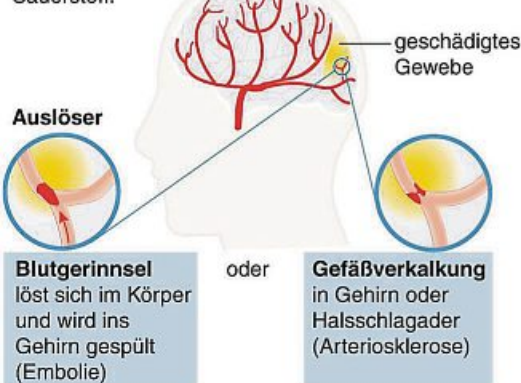 Sauerstoff
geschädigtes
Gewebe
Auslöser
Blutgerinnsel
löst sich im Körper
und wird ins
Gehirn gespült
(Embolie)
oder
Gefäßverkalkung
in Gehirn oder
Halsschlagader
(Arteriosklerose)